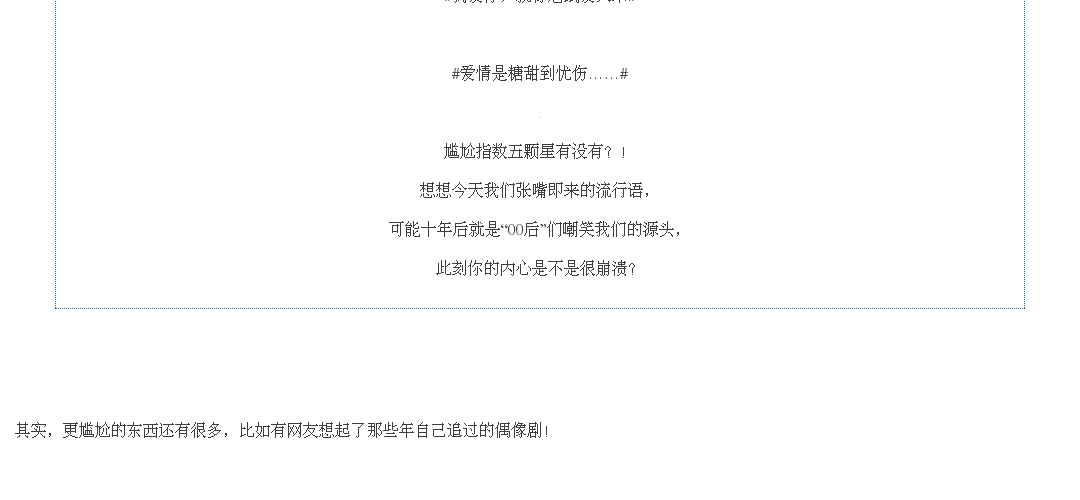 #爱情是糖甜到忧伤……#
尴尬指数五颗星有没有？！
想想今天我们张嘴即来的流行语，
可能十年后就是“00后”们嘲笑我们的源头，
此刻你的内心是不是很崩溃？
其实，更尴尬的东西还有很多，比如有网友想起了那些年自己追过的偶像剧！